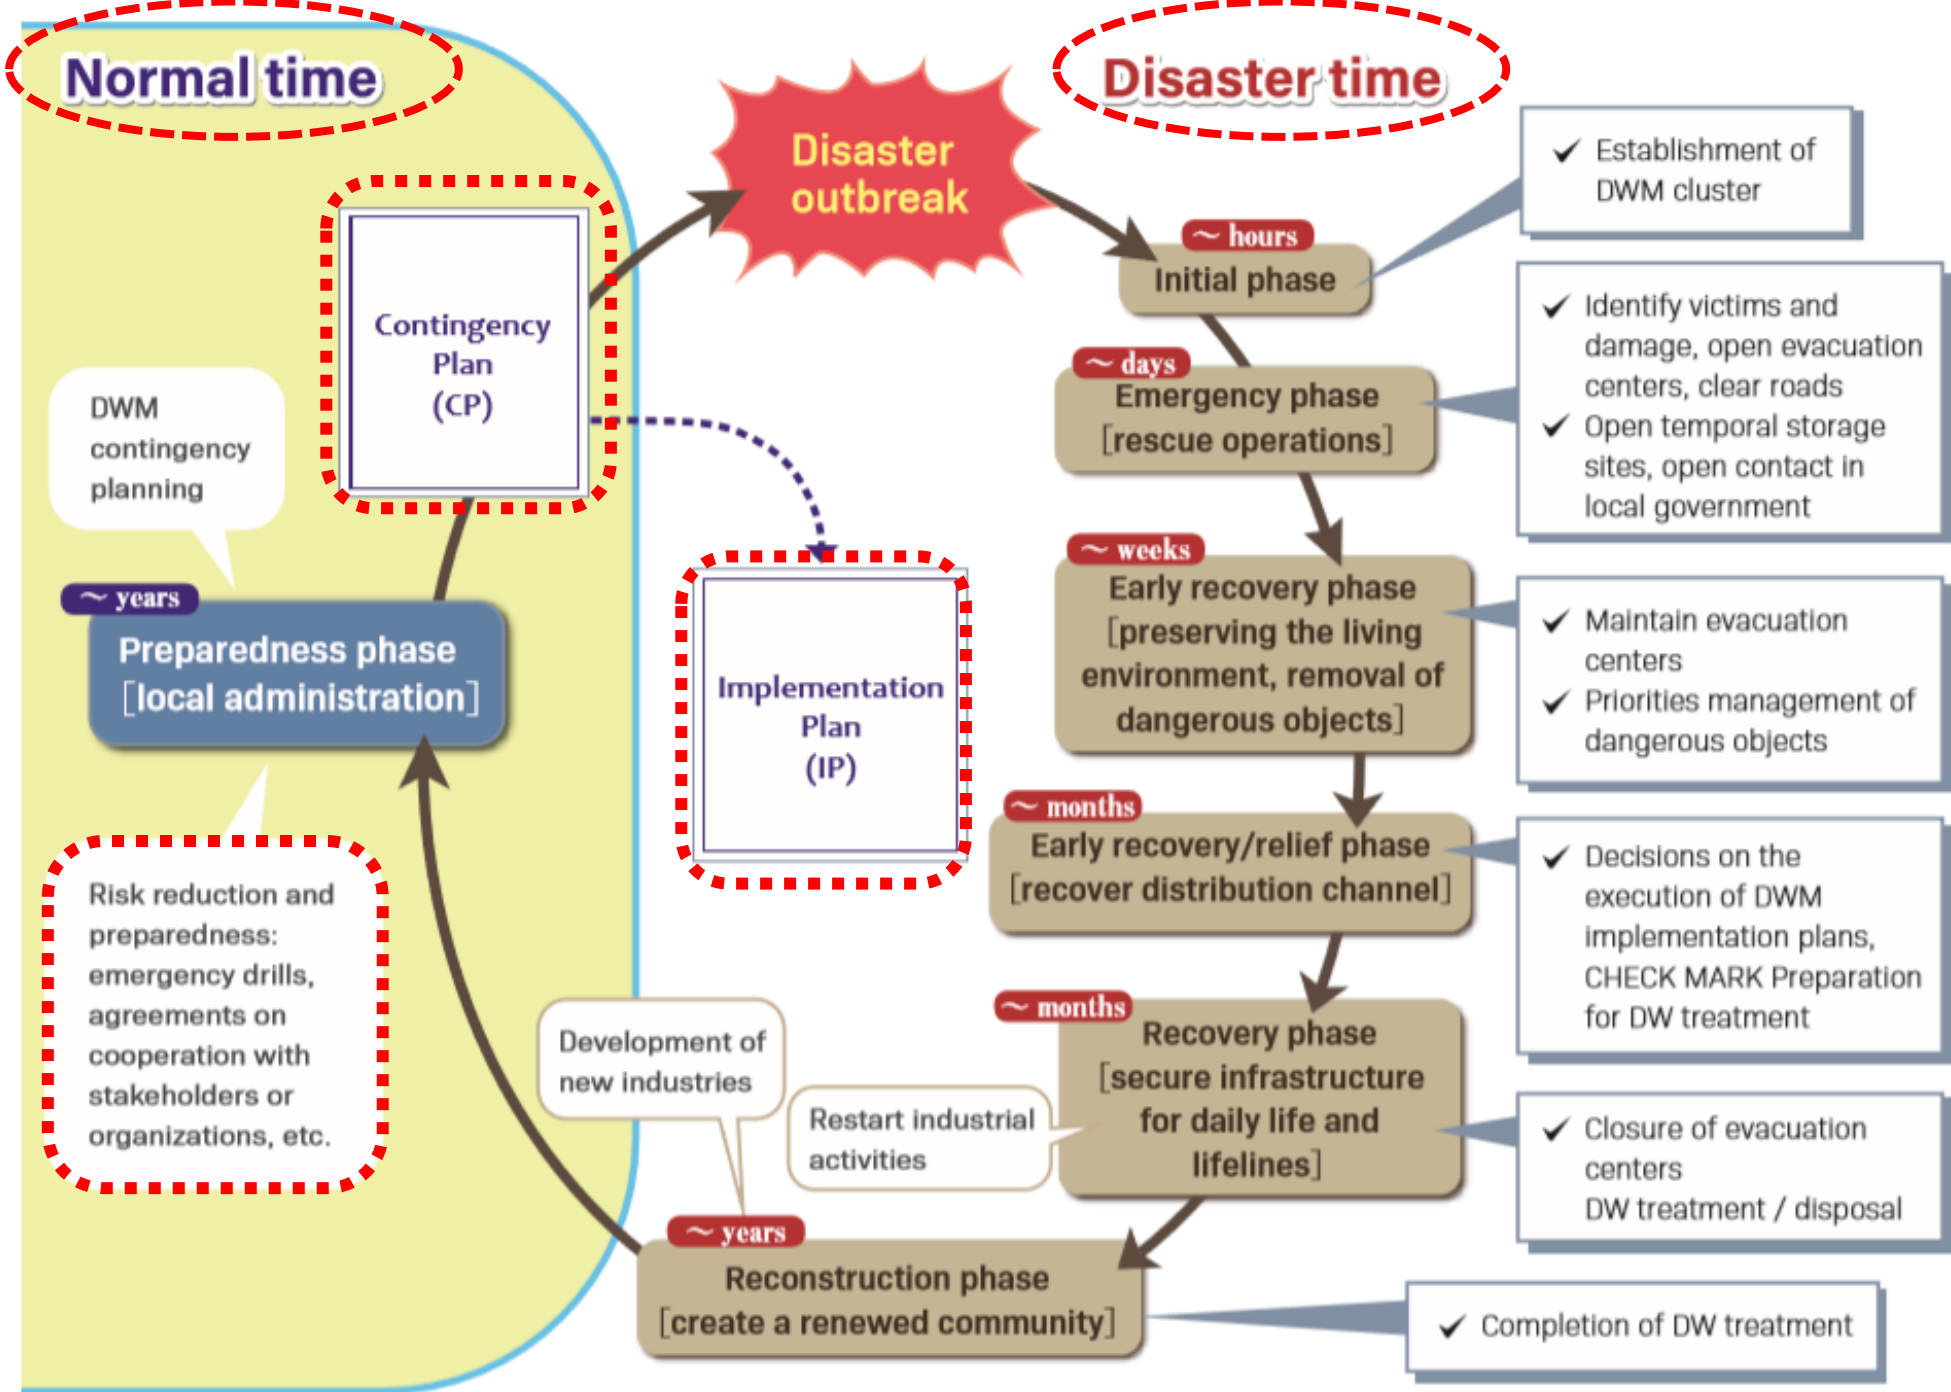 Normal time
Disaster time
Disaster
outbreak
Contingency
Plan
(CP)
DWM
contingency
planning
~ years
Preparedness phase
[local administration]
Risk reduction and
preparedness:
emergency drills,
agreements on
cooperation with
stakeholders or
organizations, etc.
Implementation
Plan
(IP)
~ hours
Initial phase
✓ Establishment of
DWM cluster
~ days
Emergency phase
[rescue operations]
✓ Identify victims and
damage, open evacuation
centers, clear roads
✓ Open temporal storage
sites, open contact in
local government
~ weeks
Early recovery phase
[preserving the living
environment, removal of
dangerous objects]
✓ Maintain evacuation
centers
✓ Priorities management of
dangerous objects
~ months
Early recovery/relief phase
[recover distribution channel]
✓ Decisions on the
execution of DWM
implementation plans,
CHECK MARK Preparation
for DW treatment
~ months
Recovery phase
[secure infrastructure
for daily life and
lifelines]
Restart industrial
activities
✓ Closure of evacuation
centers
DW treatment / disposal
Development of
new industries
~ years
Reconstruction phase
[create a renewed community]
✓ Completion of DW treatment